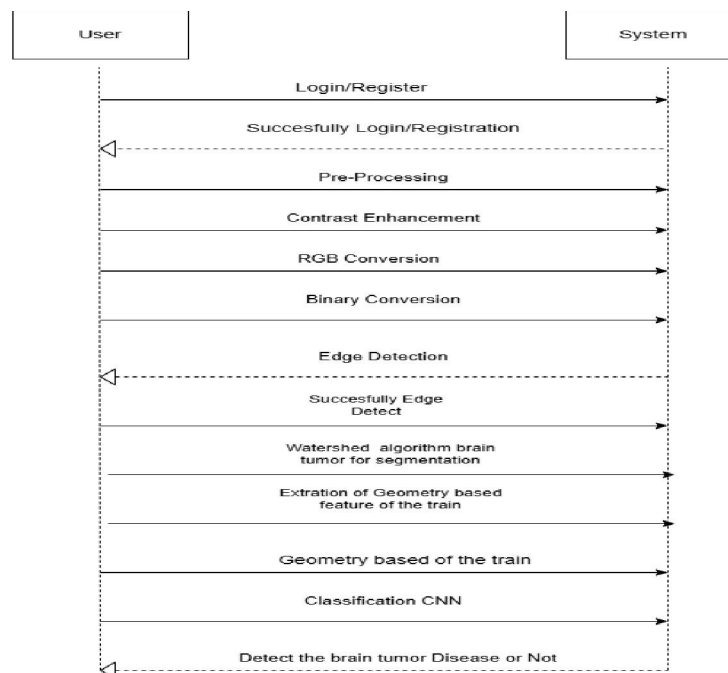 User
System
Login/Register
Succesfully Login/Registration
Pre-Processing
Contrast Enhancement
RGB Conversion
Binary Conversion
Edge Detection
Succesfully Edge
Detect
Watershed algorithm brain
tumor for segmentation
Extration of Geometry based
feature of the train
Geometry based of the train
Classification CNN
Detect the brain tumor Disease or Not